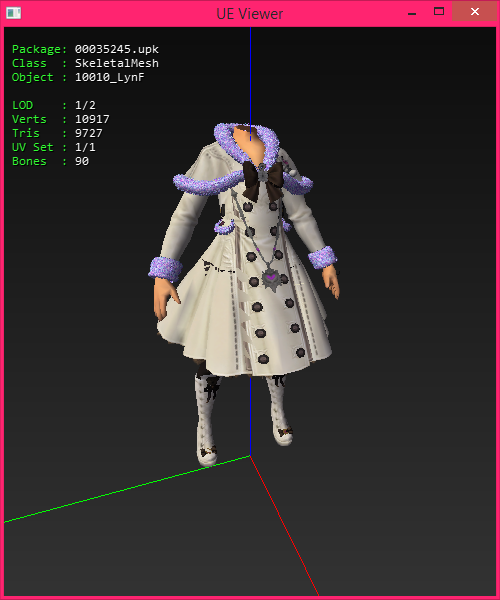 UE Viewer
Package: 00035245.upk
Class : SkeletalMesh
Object : 10010_LynF
LOD : 1/2
Verts : 10917
Tris : 9727
UV Set : 1/1
Bones : 90